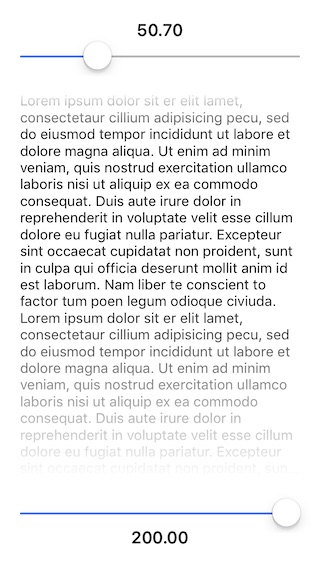 50.70
Lorem ipsum dolor sit er elit lamet,
consectetaur cillium adipisicing pecu, sed
do eiusmod tempor incididunt ut labore et
dolore magna aliqua. Ut enim ad minim
veniam, quis nostrud exercitation ullamco
laboris nisi ut aliquip ex ea commodo
consequat. Duis aute irure dolor in
reprehenderit in voluptate velit esse cillum
dolore eu fugiat nulla pariatur. Excepteur
sint occaecat cupidatat non proident, sunt
in culpa qui officia deserunt mollit anim id
est laborum. Nam liber te conscient to
factor tum poen legum odioque civiuda.
Lorem ipsum dolor sit er elit lamet,
consectetaur cillium adipisicing pecu, sed
do eiusmod tempor incididunt ut labore et
dolore magna aliqua. Ut enim ad minim
veniam, quis nostrud exercitation ullamco
laboris nisi ut aliquip ex ea commodo
consequat. Duis aute irure dolor in
reprehenderit in voluptate velit esse cillum
dolore eu fugiat nulla pariatur. Excepteur
sint occaecat cupidatat non proident, sun
200.00